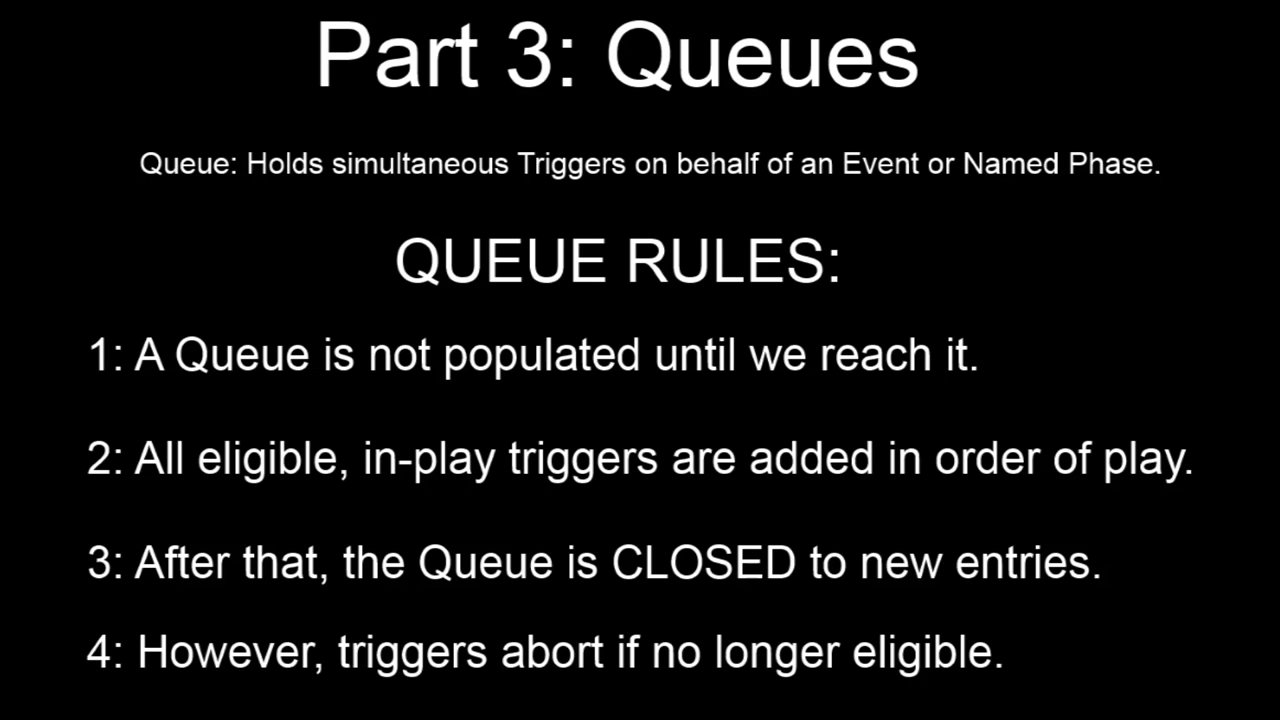 Part 3: Queues
Queue: Holds simultaneous Triggers on behalf of an Event or Named Phase.
QUEUE RULES:
1: A Queue is not populated until we reach it.
2: All eligible, in-play triggers are added in order of play.
3: After that, the Queue is CLOSED to new entries.
4: However, triggers abort if no longer eligible.